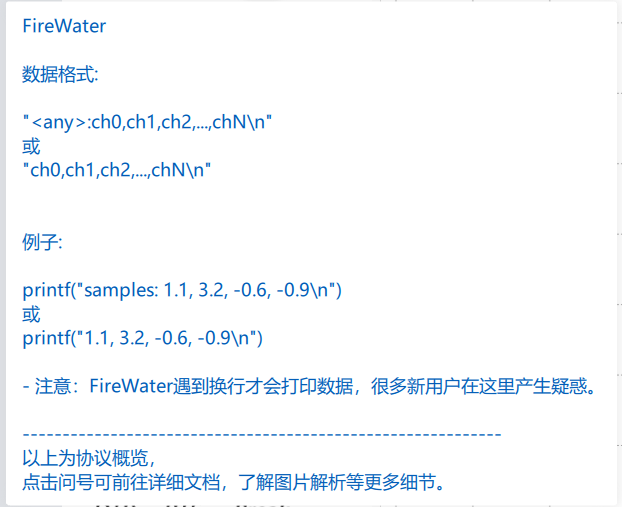 FireWater
数据格式:
"<any>:ch0,ch1,ch2,...,chN\n"
或
"ch0,ch1,ch2,...,chN\n"
例子:
printf("samples: 1.1, 3.2, -0.6, -0.9\n")
或
printf("1.1, 3.2, -0.6, -0.9\n")
- 注意：FireWater遇到换行才会打印数据，很多新用户在这里产生疑惑。
------------------------------------------------------------
以上为协议概览，
点击问号可前往详细文档，了解图片解析等更多细节。